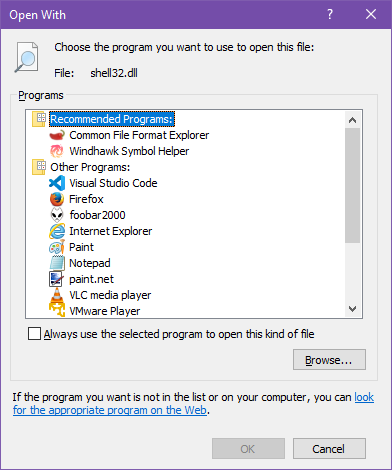 Open With
Choose the program you want to use to open this file:
File: shell32.dll
Programs
Recommended Programs:
Common File Format Explorer
Windhawk Symbol Helper
Other Programs:
Visual Studio Code
Firefox
foobar2000
Internet Explorer
Paint
Notepad
paint.net
VLC media player
VMware Player
Always use the selected program to open this kind of file
Browse...
If the program you want is not in the list or on your computer, you can look
for the appropriate program on the Web.
OK Cancel